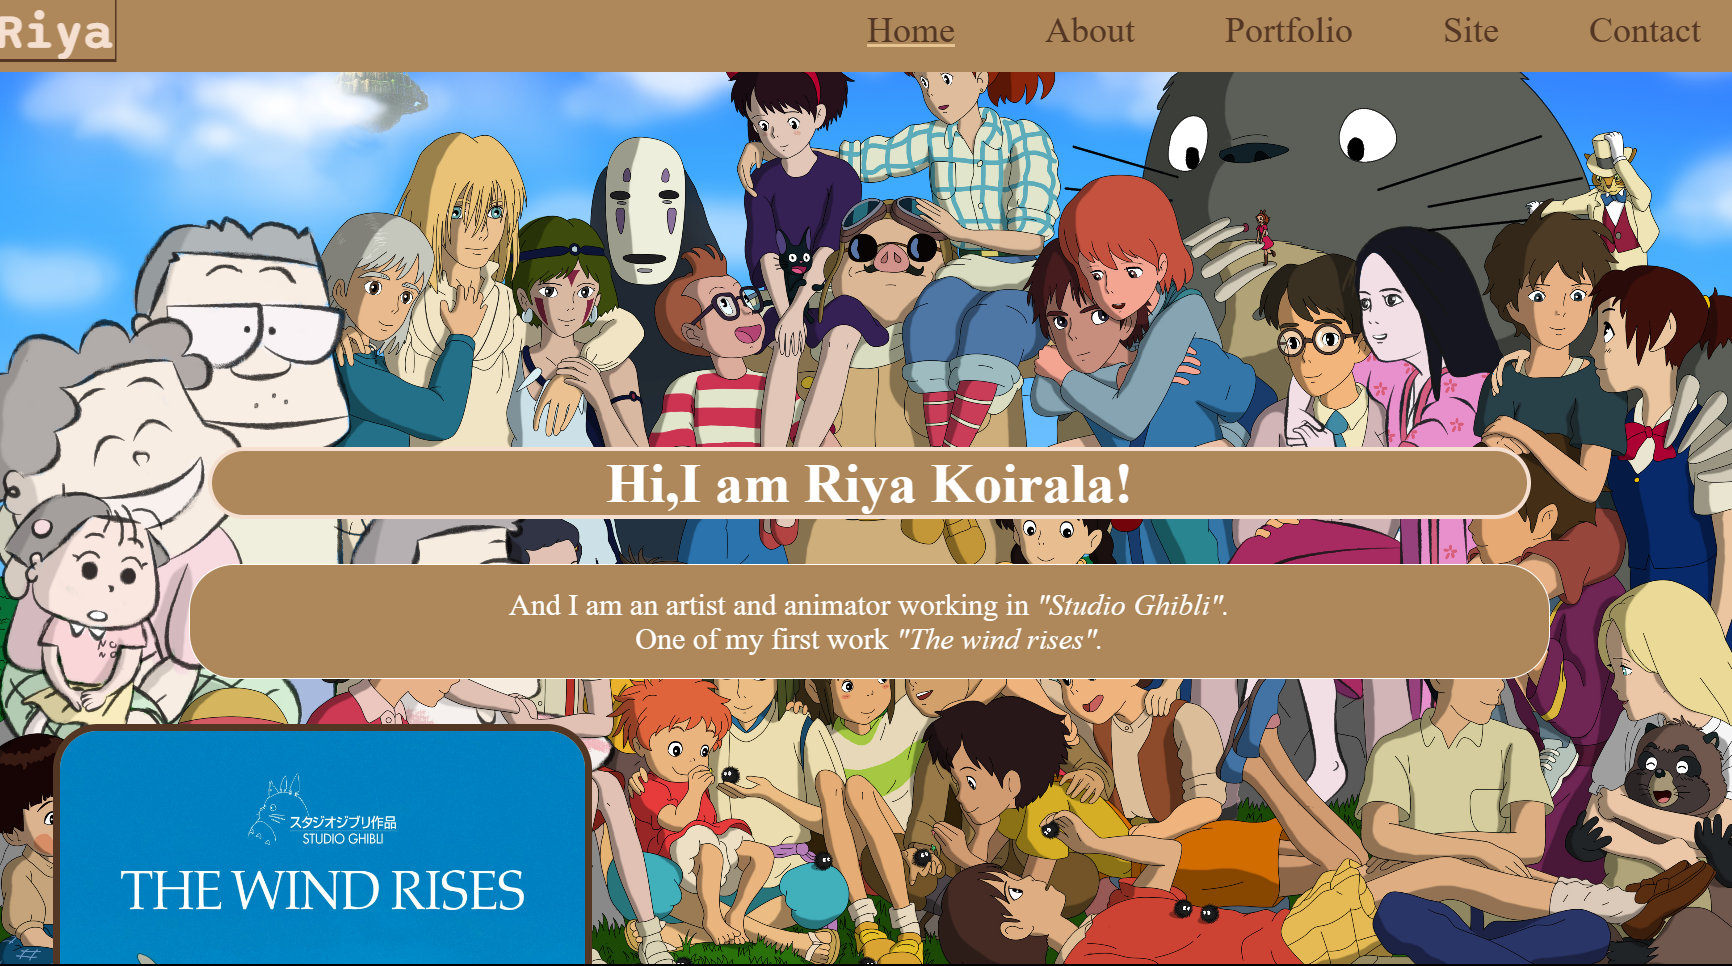 Riya
Home About Portfolio Site Contact
Hi,I am Riya Koirala!
And I am an artist and animator working in "Studio Ghibli".
One of my first work "The wind rises".
スタジオジブリ作品
STUDIO GHIBLI
THE WIND RISES
NO
NO